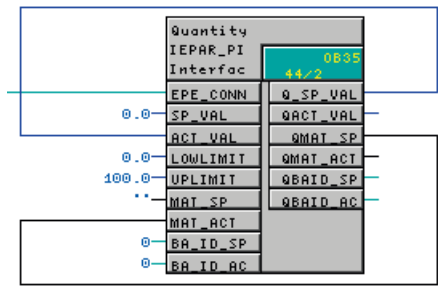 Quantity
IEPAR_PI
Interfac
OB35
44/2
EPE_CONN Q_SP_VAL
0.0 SP_VAL QACT_VAL
ACT_VAL QMAT_SP
0.0 LOWLIMIT QMAT_ACT
100.0 UPLIMIT QBAID_SP
'' MAT_SP QBAID_AC
MAT_ACT
0 BA_ID_SP
0 BA_ID_AC